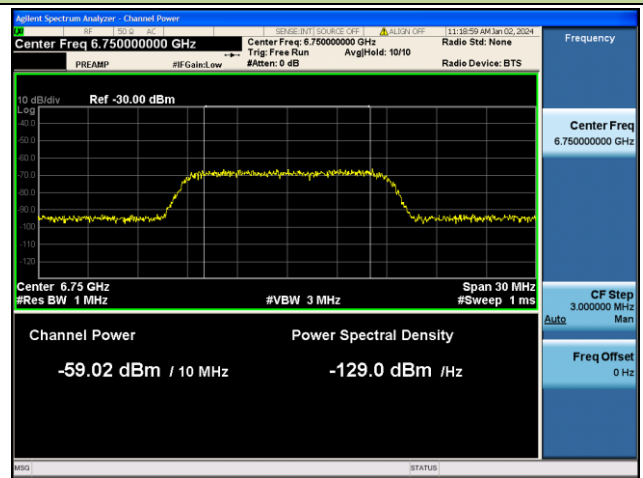 Agilent Spectrum Analyzer - Channel Power
RF 50 Ω AC SENSE:INT SOURCE OFF ALIGN OFF 11:18:59 AM Jan 02, 2024
Center Freq 6.750000000 GHz
Center Freq: 6.750000000 GHz
Radio Std: None
Trig: Free Run Avg|Hold: 10/10
PREAMP #IFGain:Low #Atten: 0 dB Radio Device: BTS
Frequency
10 dB/div Ref -30.00 dBm
Log
-40.0
-50.0
-60.0
-70.0
-80.0
-90.0
-100
-110
-120
Center 6.75 GHz Span 30 MHz
#Res BW 1 MHz #VBW 3 MHz #Sweep 1 ms
Channel Power Power Spectral Density
-59.02 dBm / 10 MHz -129.0 dBm /Hz
Center Freq
6.750000000 GHz
CF Step
3.000000 MHz
Auto Man
Freq Offset
0 Hz
MSG STATUS